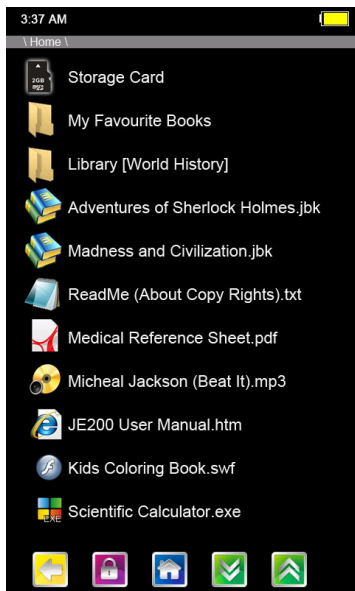 3:37 AM
\ Home \
2GB
Storage Card
My Favourite Books
Library [World History]
Adventures of Sherlock Holmes.jbk
Madness and Civilization.jbk
ReadMe (About Copy Rights).txt
Medical Reference Sheet.pdf
Micheal Jackson (Beat It).mp3
JE200 User Manual.htm
Kids Coloring Book.swf
EXE
Scientific Calculator.exe